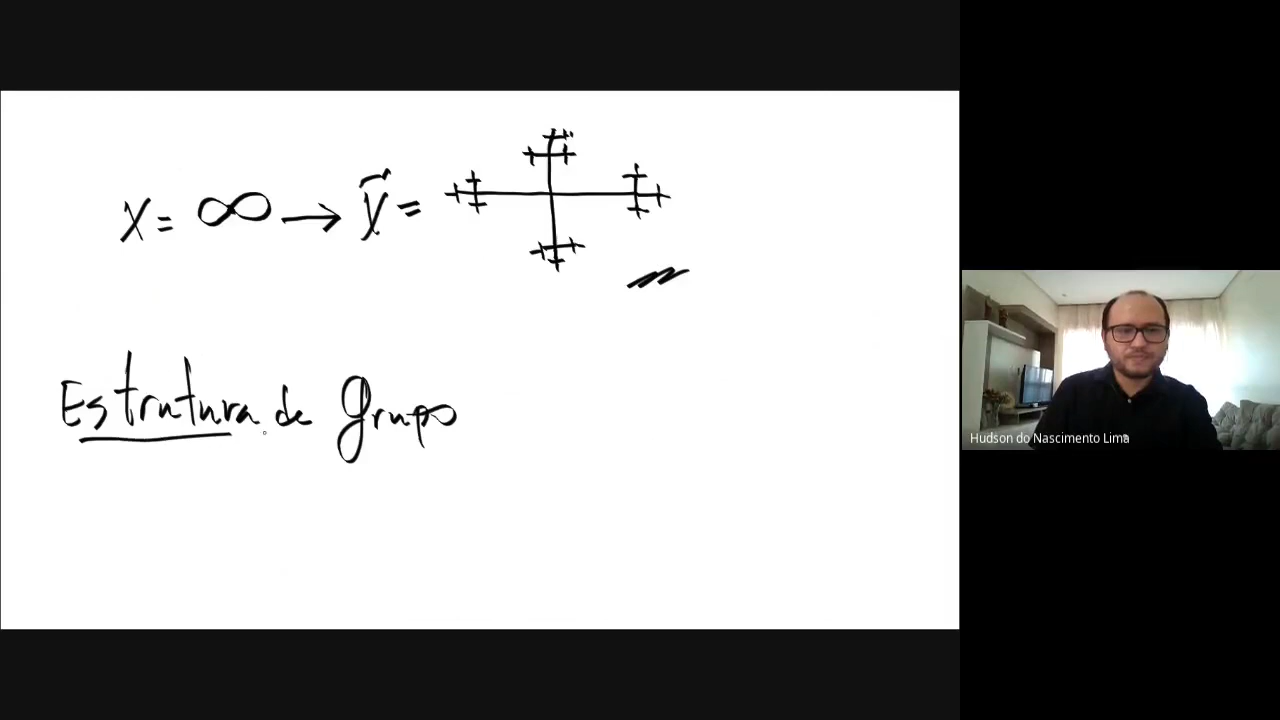 X = ∞ → X̃ =
Estrutura de Grupo
Hudson do Nascimento Lima